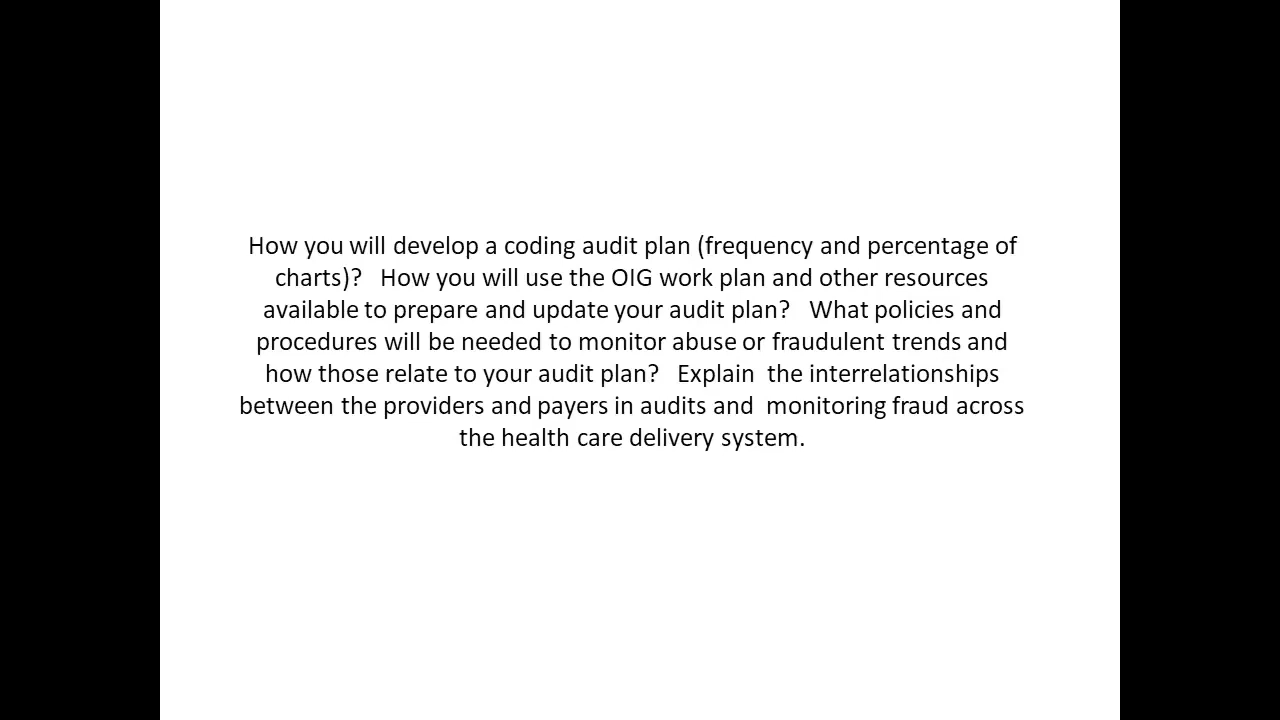 How you will develop a coding audit plan (frequency and percentage of
charts)?   How you will use the OIG work plan and other resources
available to prepare and update your audit plan?   What policies and
procedures will be needed to monitor abuse or fraudulent trends and
how those relate to your audit plan?   Explain  the interrelationships
between the providers and payers in audits and  monitoring fraud across
the health care delivery system.